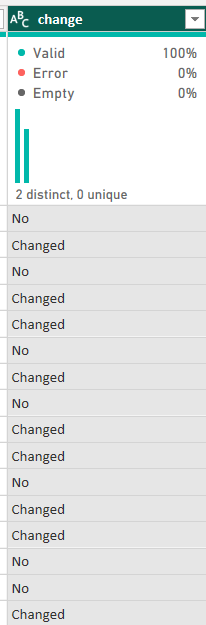 ABC change
Valid 100%
Error 0%
Empty 0%
2 distinct, 0 unique
No
Changed
No
Changed
Changed
No
Changed
No
Changed
Changed
No
Changed
Changed
No
No
Changed